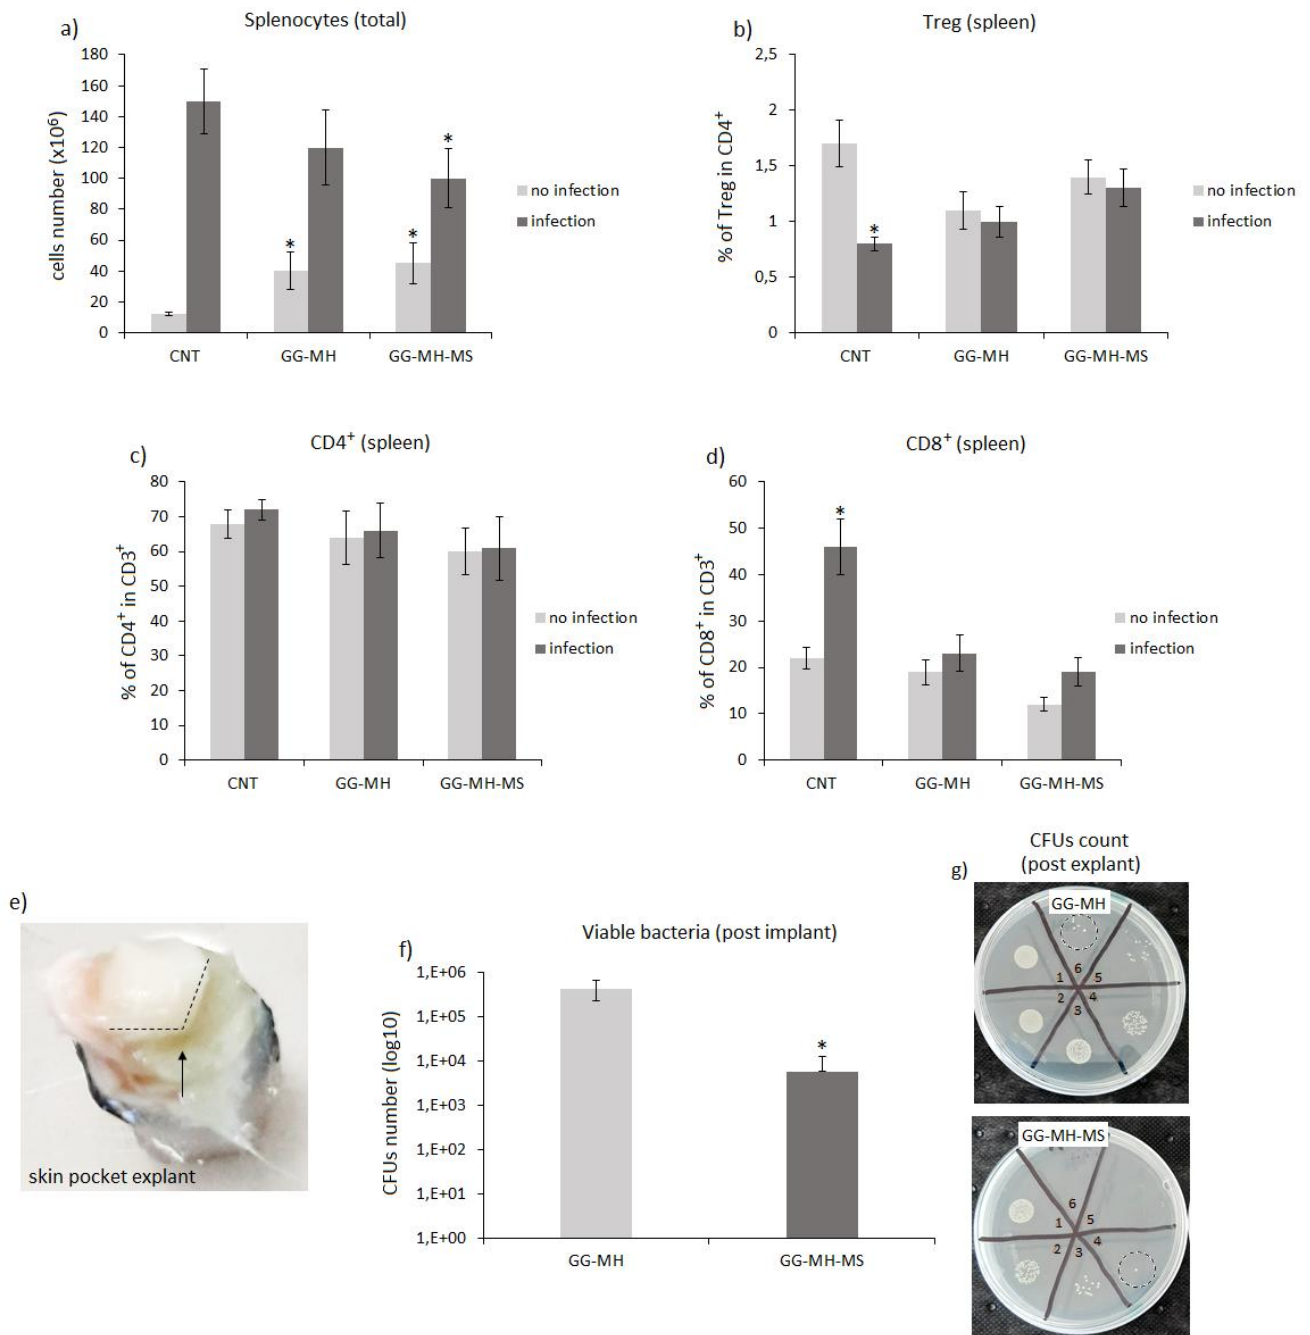 a)
Splenocytes (total)
180
160
140
120
100
80
60
40
20
0
cells number (x10⁶)
*
*
*
CNT
GG-MH
GG-MH-MS
no infection
infection
b)
Treg (spleen)
2,5
2
1,5
1
0,5
0
% of Treg in CD4⁺
*
CNT
GG-MH
GG-MH-MS
no infection
infection
c)
CD4⁺ (spleen)
80
70
60
50
40
30
20
10
0
% of CD4⁺ in CD3⁺
CNT
GG-MH
GG-MH-MS
no infection
infection
d)
CD8⁺ (spleen)
60
50
40
30
20
10
0
% of CD8⁺ in CD3⁺
*
CNT
GG-MH
GG-MH-MS
no infection
infection
e)
skin pocket explant
f)
Viable bacteria (post implant)
1,E+06
1,E+05
1,E+04
1,E+03
1,E+02
1,E+01
1,E+00
CFUs number (log10)
*
GG-MH
GG-MH-MS
g)
CFUs count
(post explant)
GG-MH
1
6
5
2
3
4
GG-MH-MS
6
1
5
2
3
4